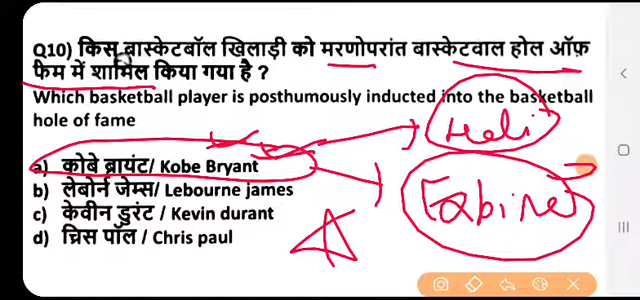 Q10) किस बास्केटबॉल खिलाड़ी को मरणोपरांत बास्केटवाल होल ऑफ़
फेम में शामिल किया गया है ?
Which basketball player is posthumously inducted into the basketball
hole of fame
a) कोबे ब्रायंट/ Kobe Bryant
b) लेबोर्न जेम्स/ Lebourne james
c) केवीन डुरंट / Kevin durant
d) च्रिस पॉल / Chris paul
Heli